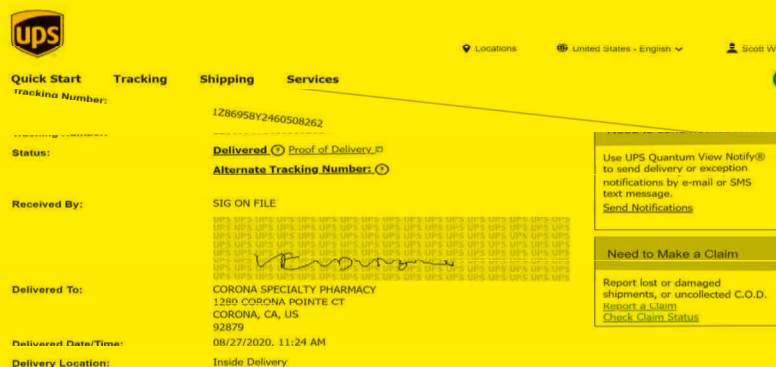 ups
Locations
United States - English
Scott W
Quick Start Tracking Shipping Services
Tracking Number:
1Z86958Y2460508262
Status:
Delivered ? Proof of Delivery
Alternate Tracking Number: ?
Received By:
SIG ON FILE
Delivered To:
CORONA SPECIALTY PHARMACY
1280 CORONA POINTE CT
CORONA, CA, US
92879
Delivered Date/Time:
08/27/2020, 11:24 AM
Delivery Location:
Inside Delivery
Use UPS Quantum View Notify®
to send delivery or exception
notifications by e-mail or SMS
text message.
Send Notifications
Need to Make a Claim
Report lost or damaged
shipments, or uncollected C.O.D.
Report a Claim
Check Claim Status